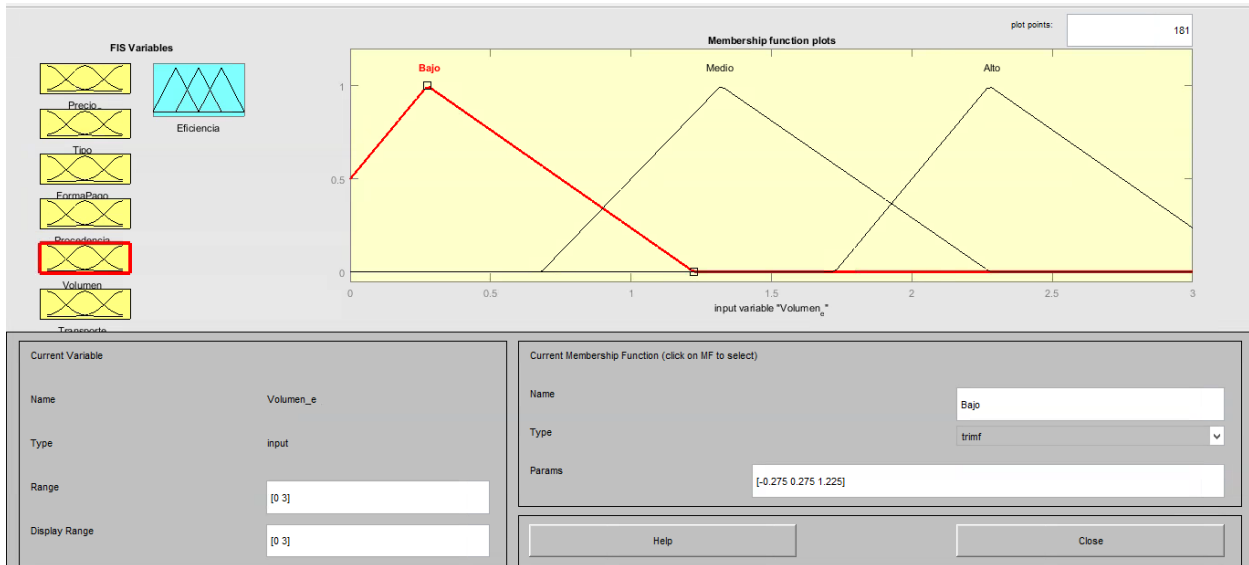 plot points:
181
FIS Variables
Membership function plots
Precio_
Tipo
FormaPago
Procedencia
Volumen
Transporte
Eficiencia
Bajo
Medio
Alto
1
0.5
0
0
0.5
1
1.5
2
2.5
3
input variable "Volumen_e"
Current Variable
Name
Volumen_e
Type
input
Range
[0 3]
Display Range
[0 3]
Current Membership Function (click on MF to select)
Name
Bajo
Type
trimf
Params
[-0.275 0.275 1.225]
Help
Close